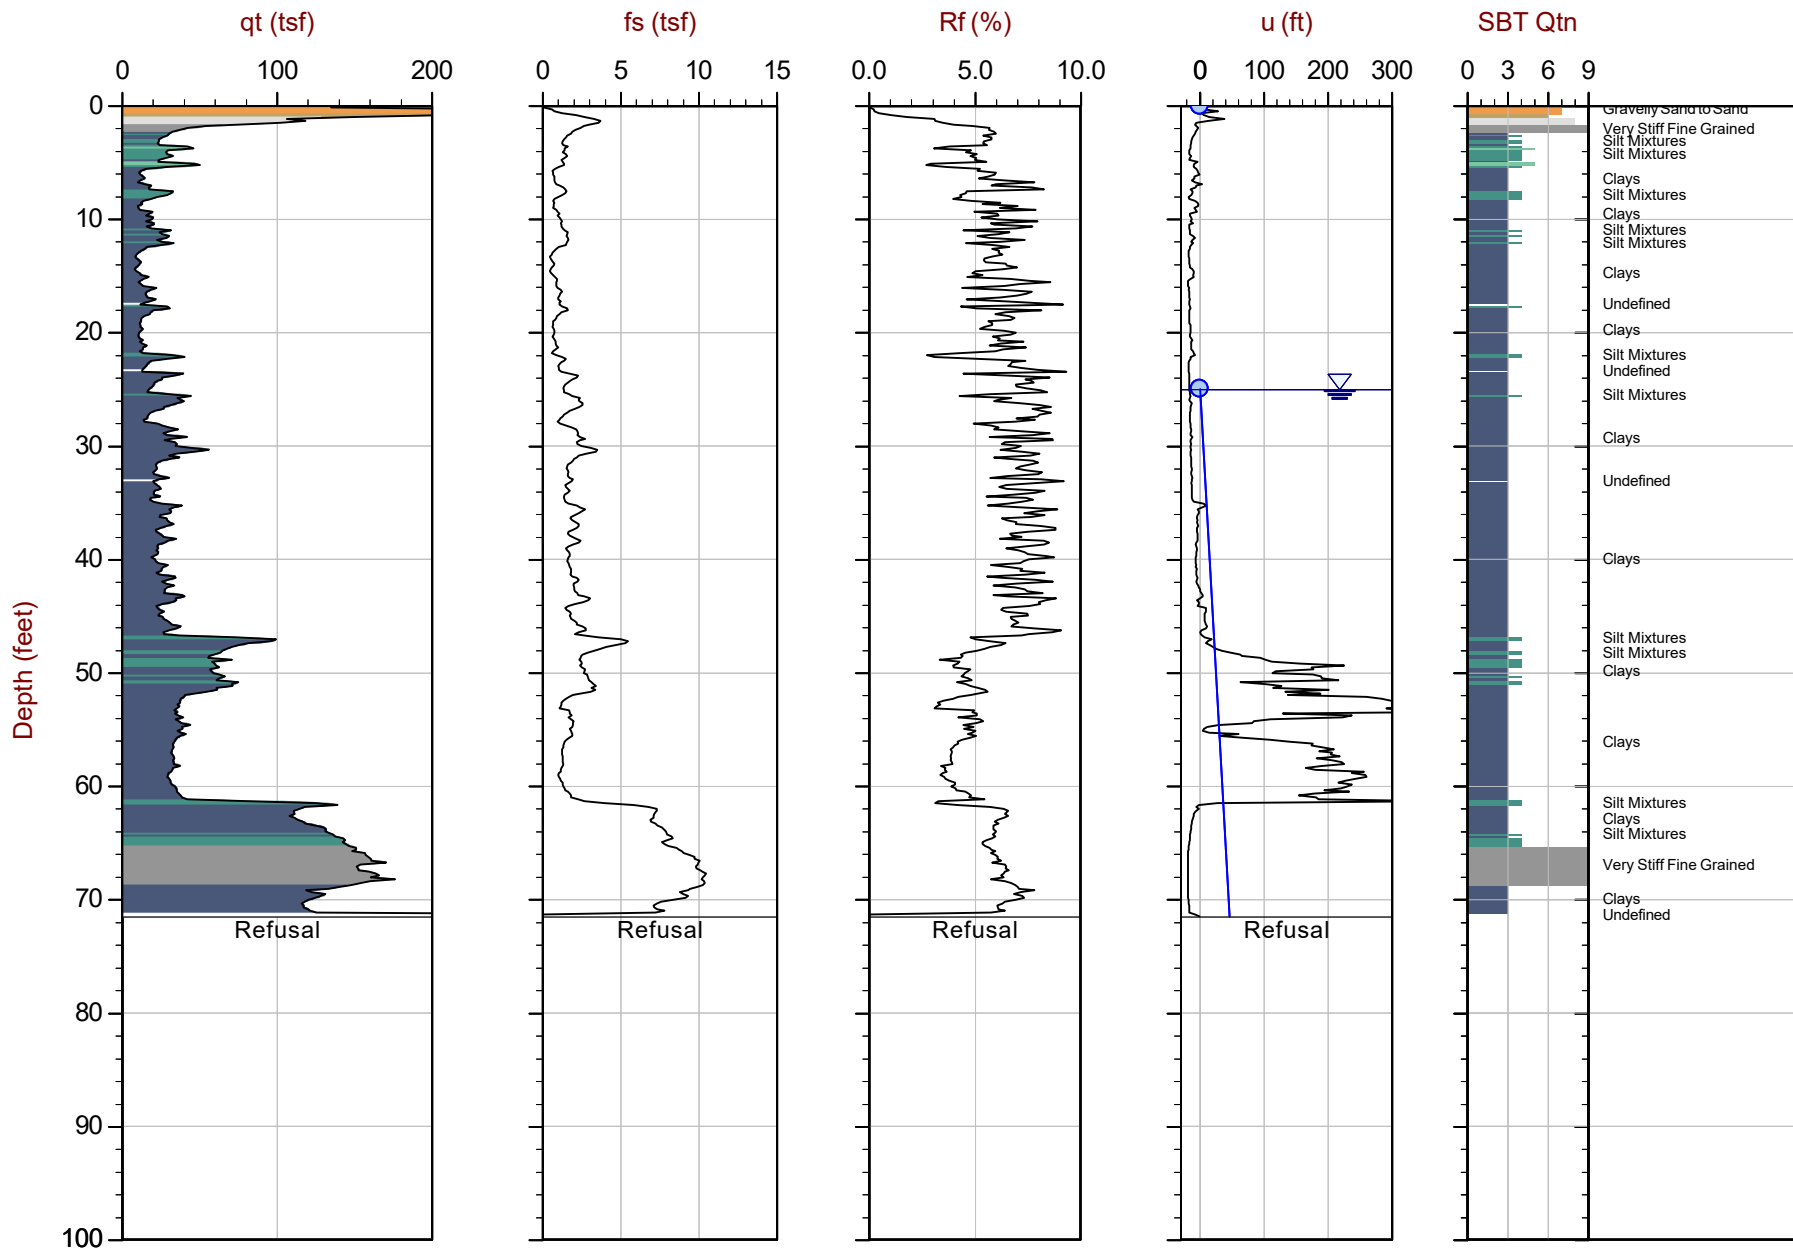 qt (tsf) fs (tsf) Rf (%) u (ft) SBT Qtn
0 100 200 0 5 10 15 0.0 5.0 10.0 0 100 200 300 0 3 6 9
0
Gravelly Sand to Sand
Very Stiff Fine Grained
Silt Mixtures
Silt Mixtures
Clays
Silt Mixtures
Clays
10
Silt Mixtures
Silt Mixtures
Clays
Undefined
Clays
20
Silt Mixtures
Undefined
Silt Mixtures
Clays
30
Undefined
Clays
40
Depth (feet)
Silt Mixtures
Silt Mixtures
Clays
50
Clays
60
Silt Mixtures
Clays
Silt Mixtures
Very Stiff Fine Grained
Clays
70
Undefined
Refusal Refusal Refusal Refusal
80
90
100